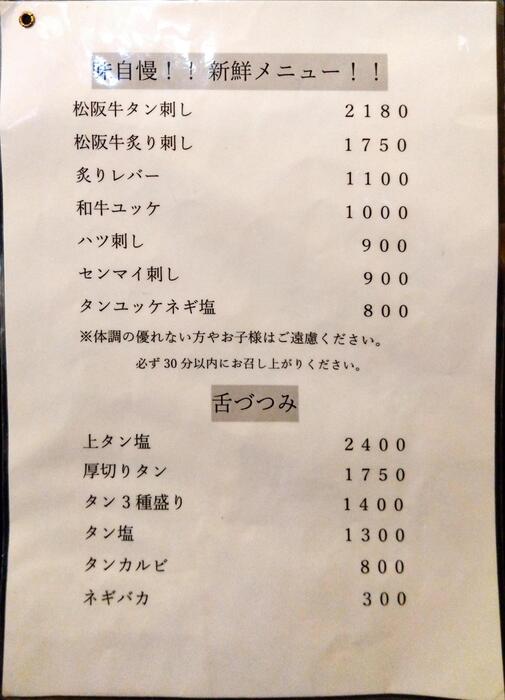 味自慢！！新鮮メニュー！！
松阪牛タン刺し 2180
松阪牛炙り刺し 1750
炙りレバー 1100
和牛ユッケ 1000
ハツ刺し 900
センマイ刺し 900
タンユッケネギ塩 800
※体調の優れない方やお子様はご遠慮ください。
必ず30分以内にお召し上がりください。
舌づつみ
上タン塩 2400
厚切りタン 1750
タン3種盛り 1400
タン塩 1300
タンカルビ 800
ネギバカ 300